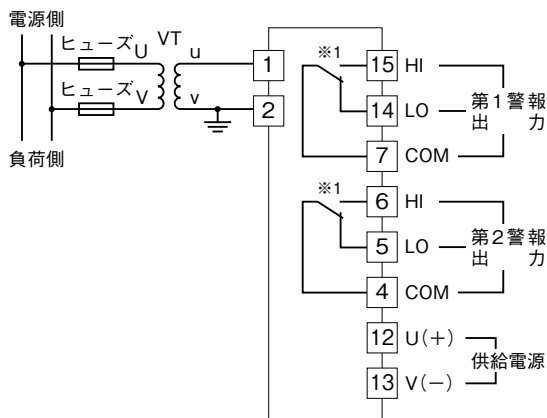 電源側
ヒューズ U VT u
ヒューズ V v
負荷側
1
2
※1
15 HI
14 LO
7 COM
第1警報
出 力
※1
6 HI
5 LO
4 COM
第2警報
出 力
12 U(+)
13 V(−)
供給電源